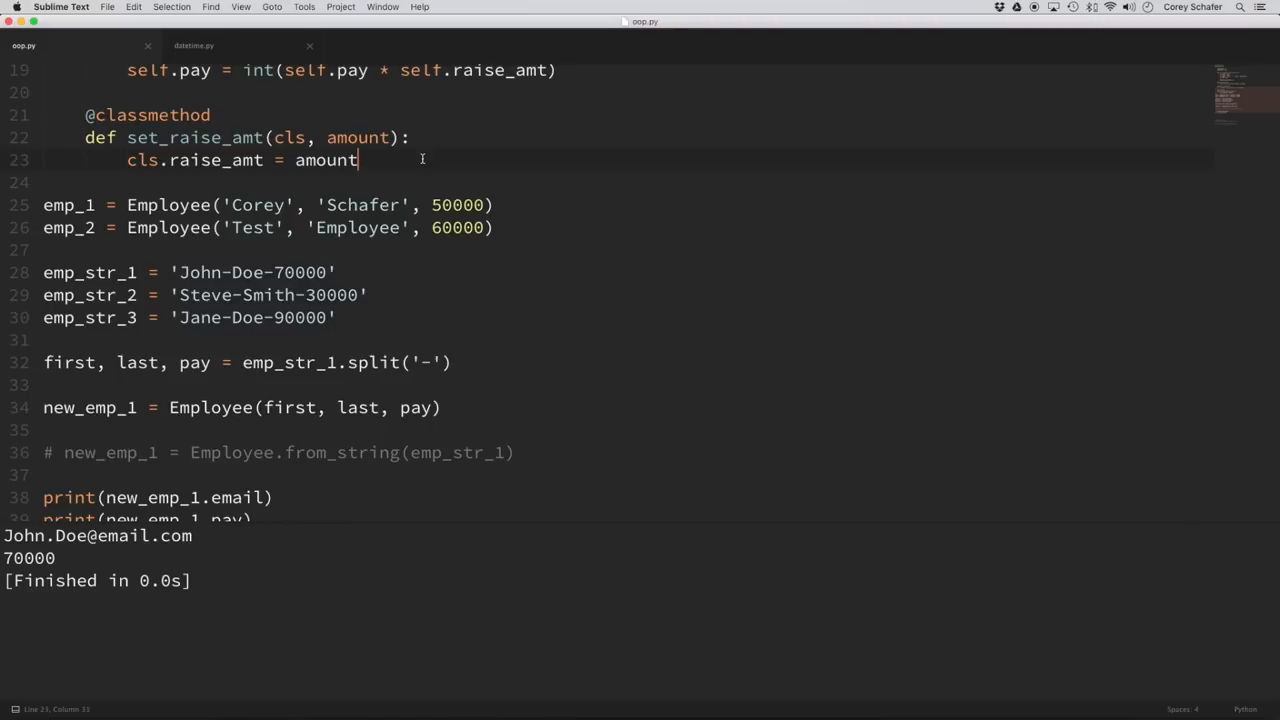 Sublime Text File Edit Selection Find View Goto Tools Project Window Help Corey Schafer
oop.py
oop.py datetime.py
19 self.pay = int(self.pay * self.raise_amt)
20
21 @classmethod
22 def set_raise_amt(cls, amount):
23 cls.raise_amt = amount
24
25 emp_1 = Employee('Corey', 'Schafer', 50000)
26 emp_2 = Employee('Test', 'Employee', 60000)
27
28 emp_str_1 = 'John-Doe-70000'
29 emp_str_2 = 'Steve-Smith-30000'
30 emp_str_3 = 'Jane-Doe-90000'
31
32 first, last, pay = emp_str_1.split('-')
33
34 new_emp_1 = Employee(first, last, pay)
35
36 # new_emp_1 = Employee.from_string(emp_str_1)
37
38 print(new_emp_1.email)
39 print(new_emp_1.pay)
John.Doe@email.com
70000
[Finished in 0.0s]
Line 23, Column 31 Spaces: 4 Python